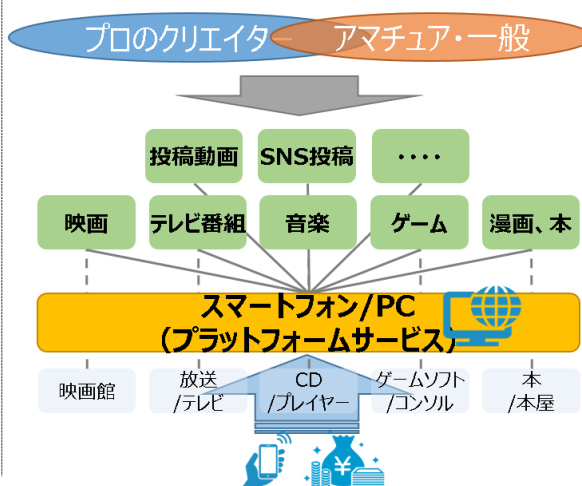 プロのクリエイター
アマチュア・一般
投稿動画
SNS投稿
・・・・
映画
テレビ番組
音楽
ゲーム
漫画、本
スマートフォン/PC
（プラットフォームサービス）
映画館
放送
/テレビ
CD
/プレイヤー
ゲームソフト
/コンソル
本
/本屋
¥